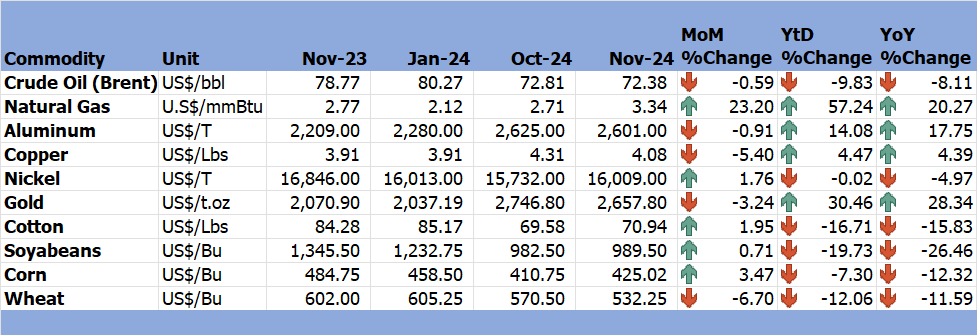 MoM YtD YoY
Commodity Unit Nov-23 Jan-24 Oct-24 Nov-24 %Change %Change %Change
Crude Oil (Brent) US$/bbl 78.77 80.27 72.81 72.38 -0.59 -9.83 -8.11
Natural Gas U.S$/mmBtu 2.77 2.12 2.71 3.34 23.20 57.24 20.27
Aluminum US$/T 2,209.00 2,280.00 2,625.00 2,601.00 -0.91 14.08 17.75
Copper US$/Lbs 3.91 3.91 4.31 4.08 -5.40 4.47 4.39
Nickel US$/T 16,846.00 16,013.00 15,732.00 16,009.00 1.76 -0.02 -4.97
Gold US$/t.oz 2,070.90 2,037.19 2,746.80 2,657.80 -3.24 30.46 28.34
Cotton US$/Lbs 84.28 85.17 69.58 70.94 1.95 -16.71 -15.83
Soyabeans US$/Bu 1,345.50 1,232.75 982.50 989.50 0.71 -19.73 -26.46
Corn US$/Bu 484.75 458.50 410.75 425.02 3.47 -7.30 -12.32
Wheat US$/Bu 602.00 605.25 570.50 532.25 -6.70 -12.06 -11.59